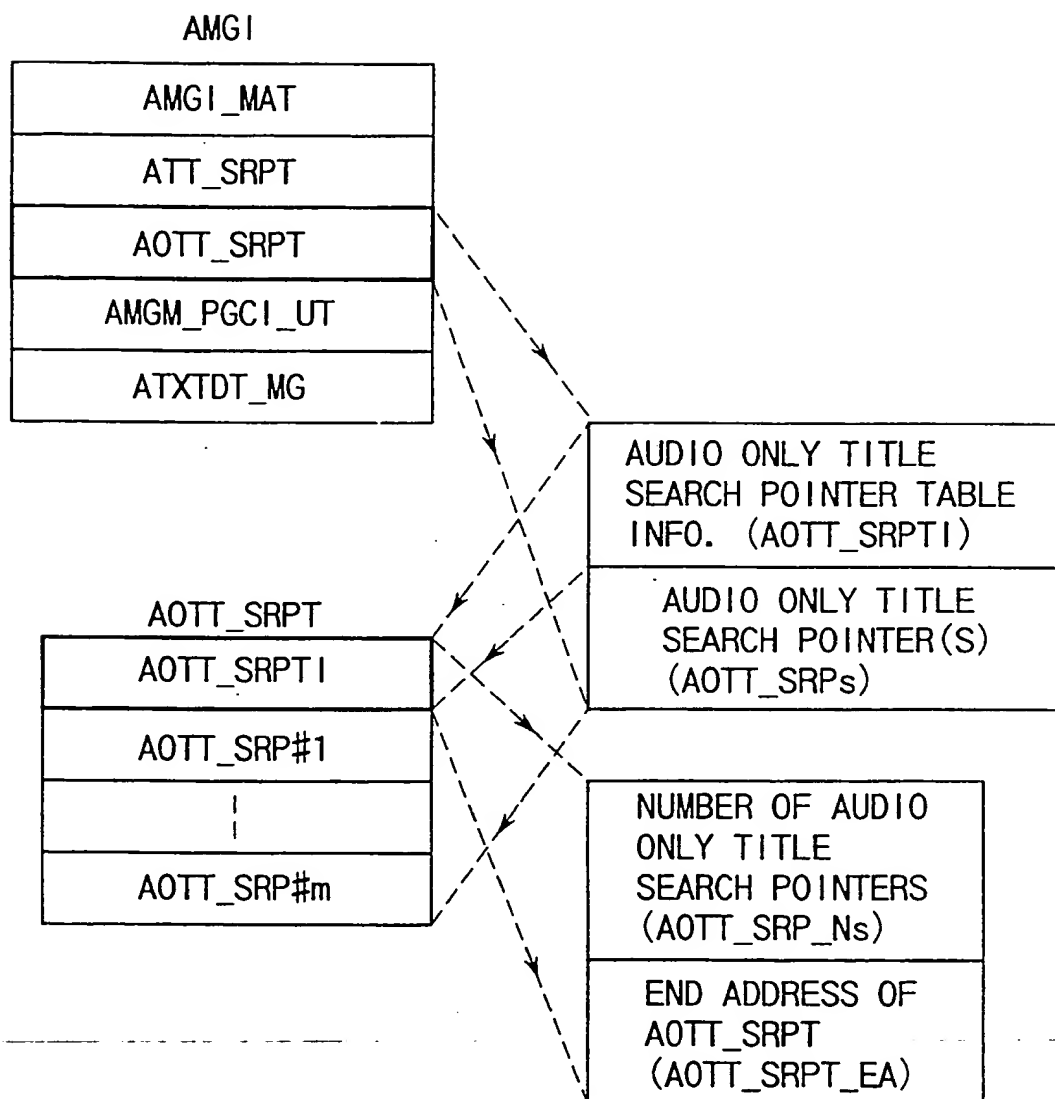 AMGI
AMGI_MAT
ATT_SRPT
AOTT_SRPT
AMGM_PGCI_UT
ATXTDT_MG
AUDIO ONLY TITLE
SEARCH POINTER TABLE
INFO. (AOTT_SRPTI)
AUDIO ONLY TITLE
SEARCH POINTER(S)
(AOTT_SRPs)
AOTT_SRPT
AOTT_SRPTI
AOTT_SRP#1
AOTT_SRP#m
NUMBER OF AUDIO
ONLY TITLE
SEARCH POINTERS
(AOTT_SRP_Ns)
END ADDRESS OF
AOTT_SRPT
(AOTT_SRPT_EA)